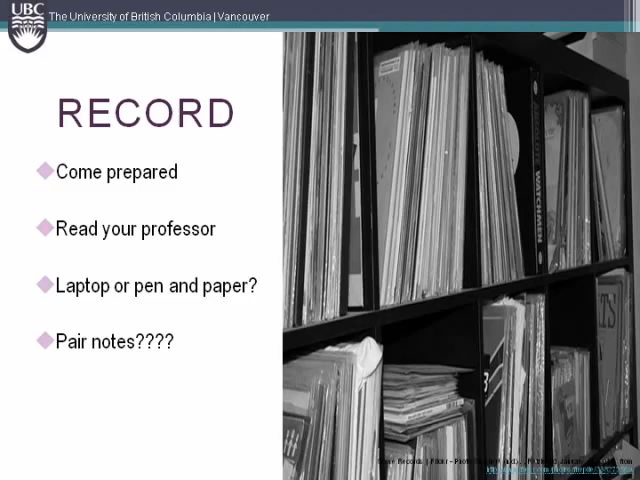 UBC
The University of British Columbia | Vancouver
RECORD
Come prepared
Read your professor
Laptop or pen and paper?
Pair notes????
WATCHMEN